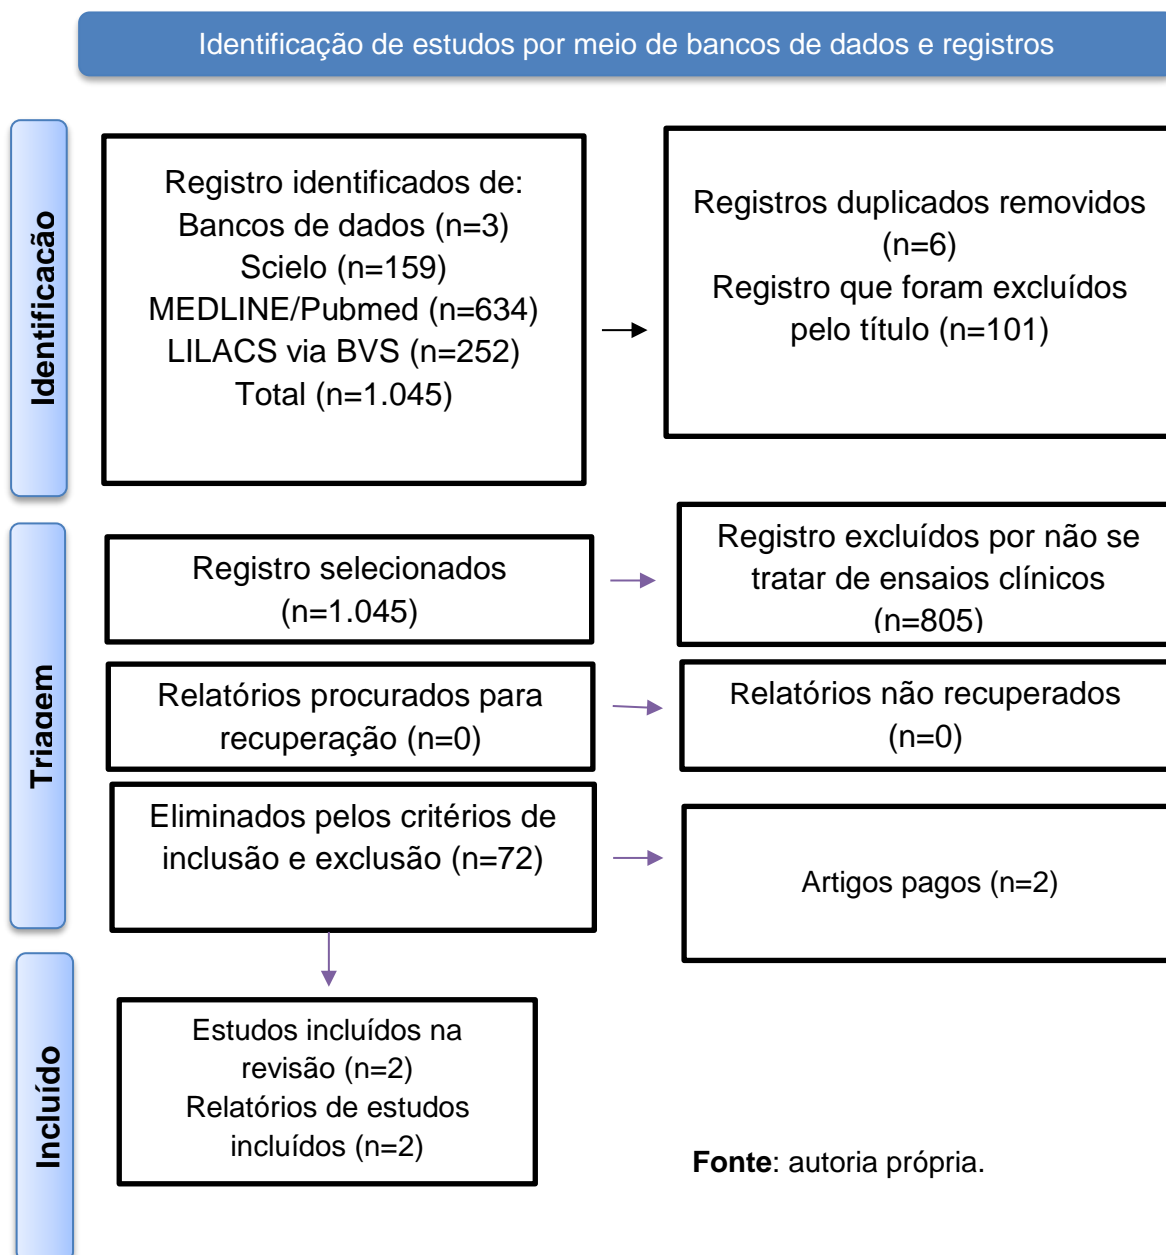 Identificação de estudos por meio de bancos de dados e registros
Identificação
Registro identificados de:
Bancos de dados (n=3)
Scielo (n=159)
MEDLINE/Pubmed (n=634)
LILACS via BVS (n=252)
Total (n=1.045)
Registros duplicados removidos
(n=6)
Registro que foram excluídos
pelo título (n=101)
Triagem
Registro selecionados
(n=1.045)
Registro excluídos por não se
tratar de ensaios clínicos
(n=805)
Relatórios procurados para
recuperação (n=0)
Relatórios não recuperados
(n=0)
Eliminados pelos critérios de
inclusão e exclusão (n=72)
Artigos pagos (n=2)
Incluído
Estudos incluídos na
revisão (n=2)
Relatórios de estudos
incluídos (n=2)
Fonte: autoria própria.